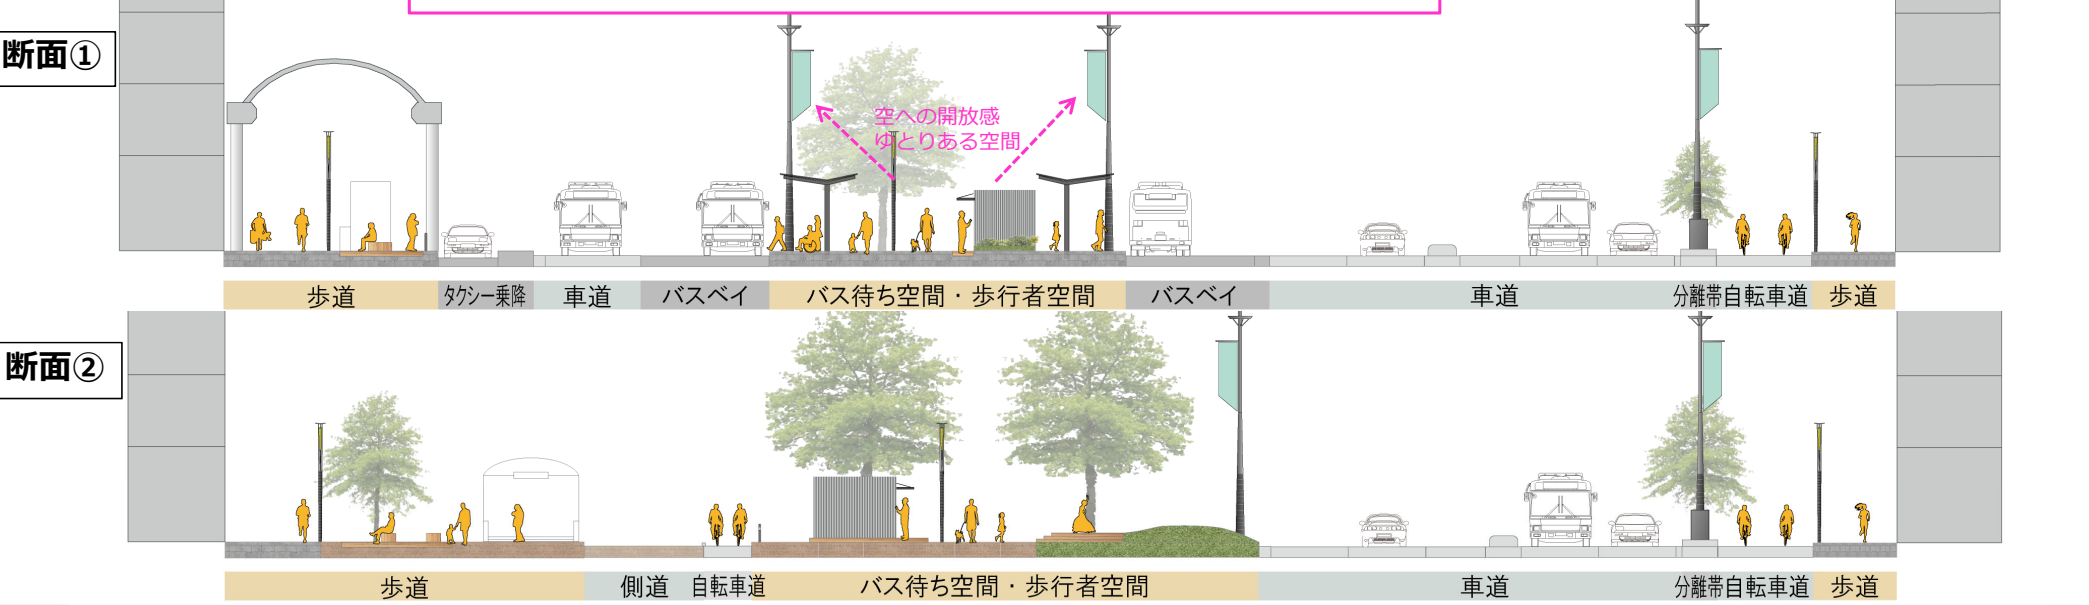 断面①
空への開放感
ゆとりある空間
歩道 タクシー乗降 車道 バスベイ バス待ち空間・歩行者空間 バスベイ 車道 分離帯 自転車道 歩道
断面②
歩道 側道 自転車道 バス待ち空間・歩行者空間 車道 分離帯 自転車道 歩道